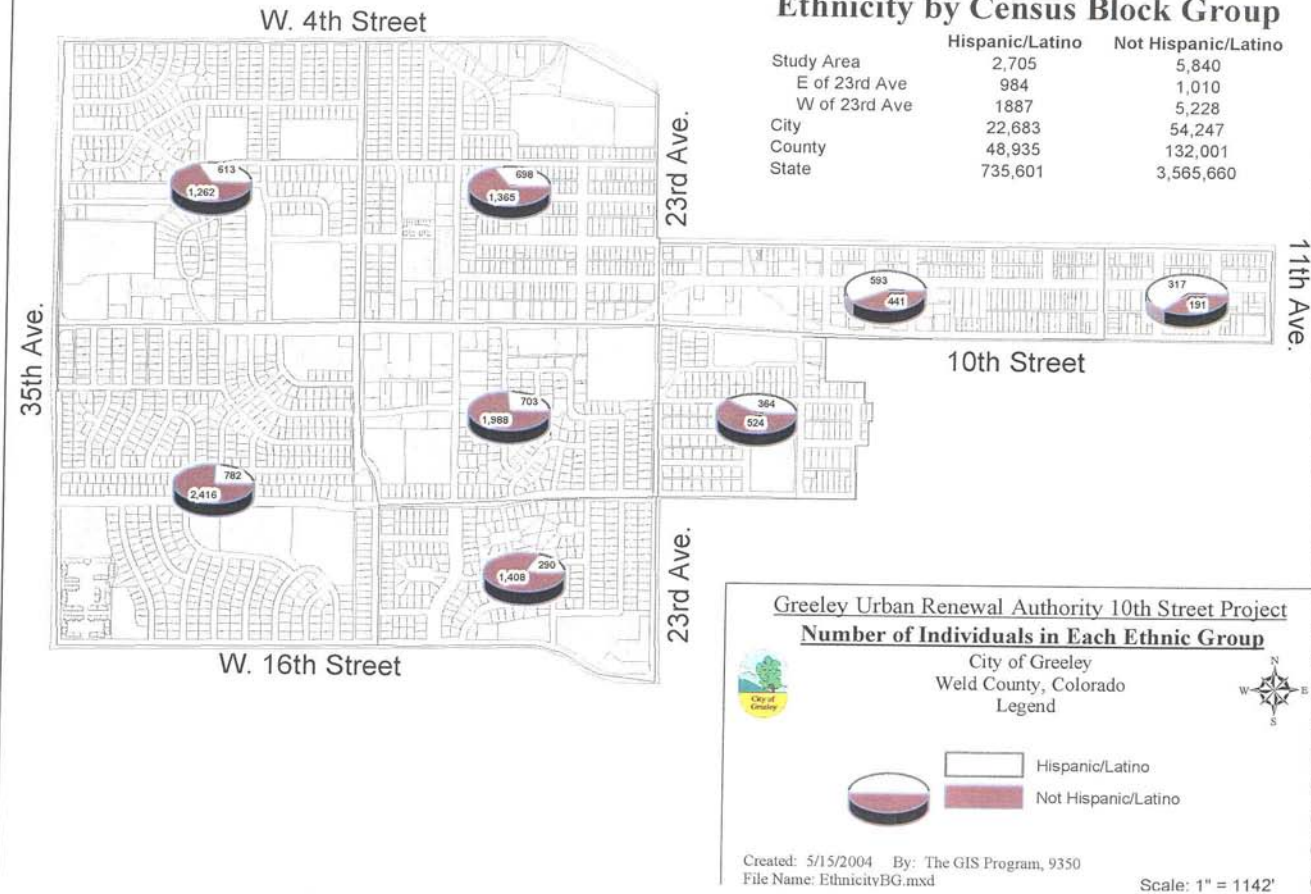 Ethnicity by Census Block Group
Hispanic/Latino Not Hispanic/Latino
Study Area 2,705 5,840
E of 23rd Ave 984 1,010
W of 23rd Ave 1887 5,228
City 22,683 54,247
County 48,935 132,001
State 735,601 3,565,660
W. 4th Street
23rd Ave.
613
1,262
698
1,365
11th Ave.
593
441
317
191
35th Ave.
10th Street
703
1,988
364
524
782
2,416
290
1,408
23rd Ave.
W. 16th Street
Greeley Urban Renewal Authority 10th Street Project
Number of Individuals in Each Ethnic Group
City of Greeley
Weld County, Colorado
Legend
City of
Greeley
N
W E
S
Hispanic/Latino
Not Hispanic/Latino
Created: 5/15/2004 By: The GIS Program, 9350
File Name: EthnicityBG.mxd
Scale: 1" = 1142'